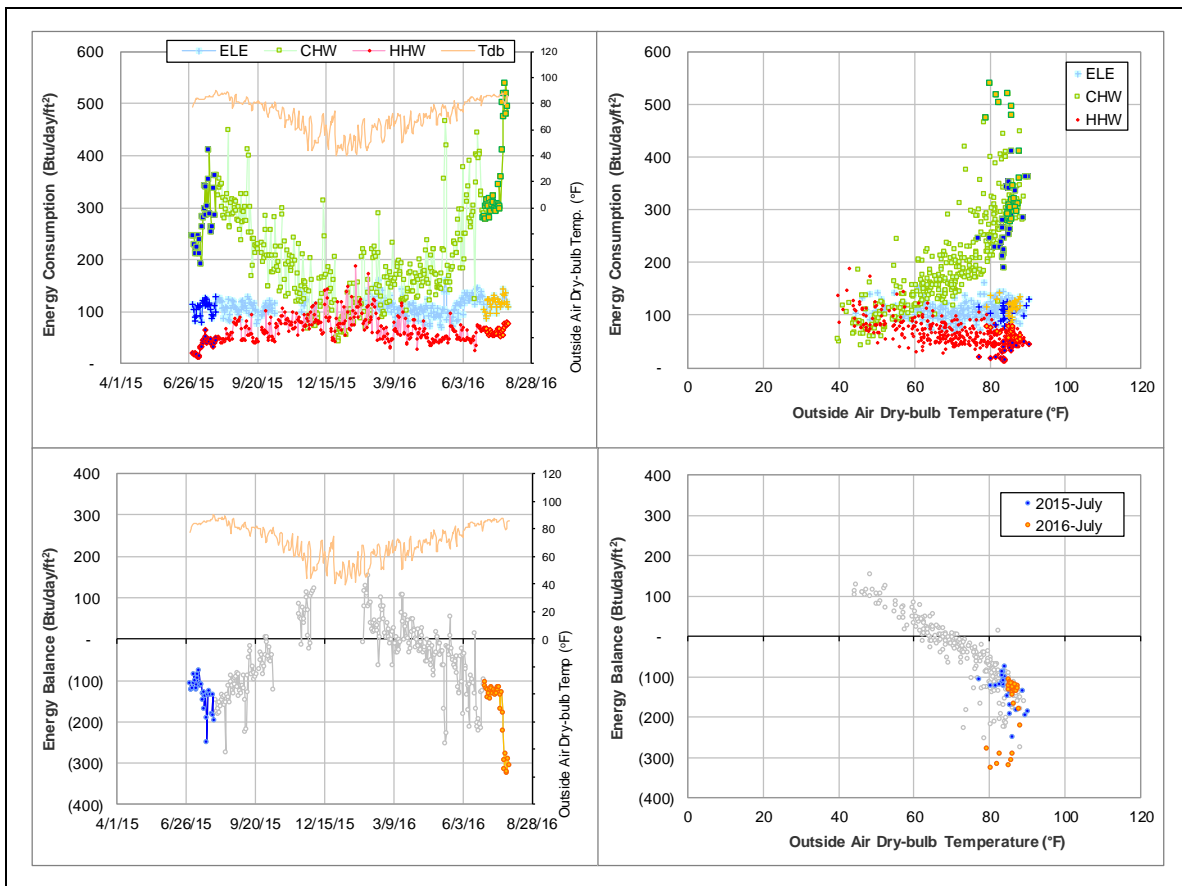 ELE CHW HHW Tdb
Energy Consumption (Btu/day/ft²)
600
500
400
300
200
100
-
120
100
80
60
40
20
0
Outside Air Dry-bulb Temp. (°F)
4/1/15 6/26/15 9/20/15 12/15/15 3/9/16 6/3/16 8/28/16
Energy Consumption (Btu/day/ft²)
600
500
400
300
200
100
-
ELE
CHW
HHW
0 20 40 60 80 100 120
Outside Air Dry-bulb Temperature (°F)
Energy Balance (Btu/day/ft²)
400
300
200
100
-
(100)
(200)
(300)
(400)
120
100
80
60
40
20
0
Outside Air Dry-bulb Temp (°F)
4/1/15 6/26/15 9/20/15 12/15/15 3/9/16 6/3/16 8/28/16
Energy Balance (Btu/day/ft²)
400
300
200
100
-
(100)
(200)
(300)
(400)
2015-July
2016-July
0 20 40 60 80 100 120
Outside Air Dry-bulb Temperature (°F)